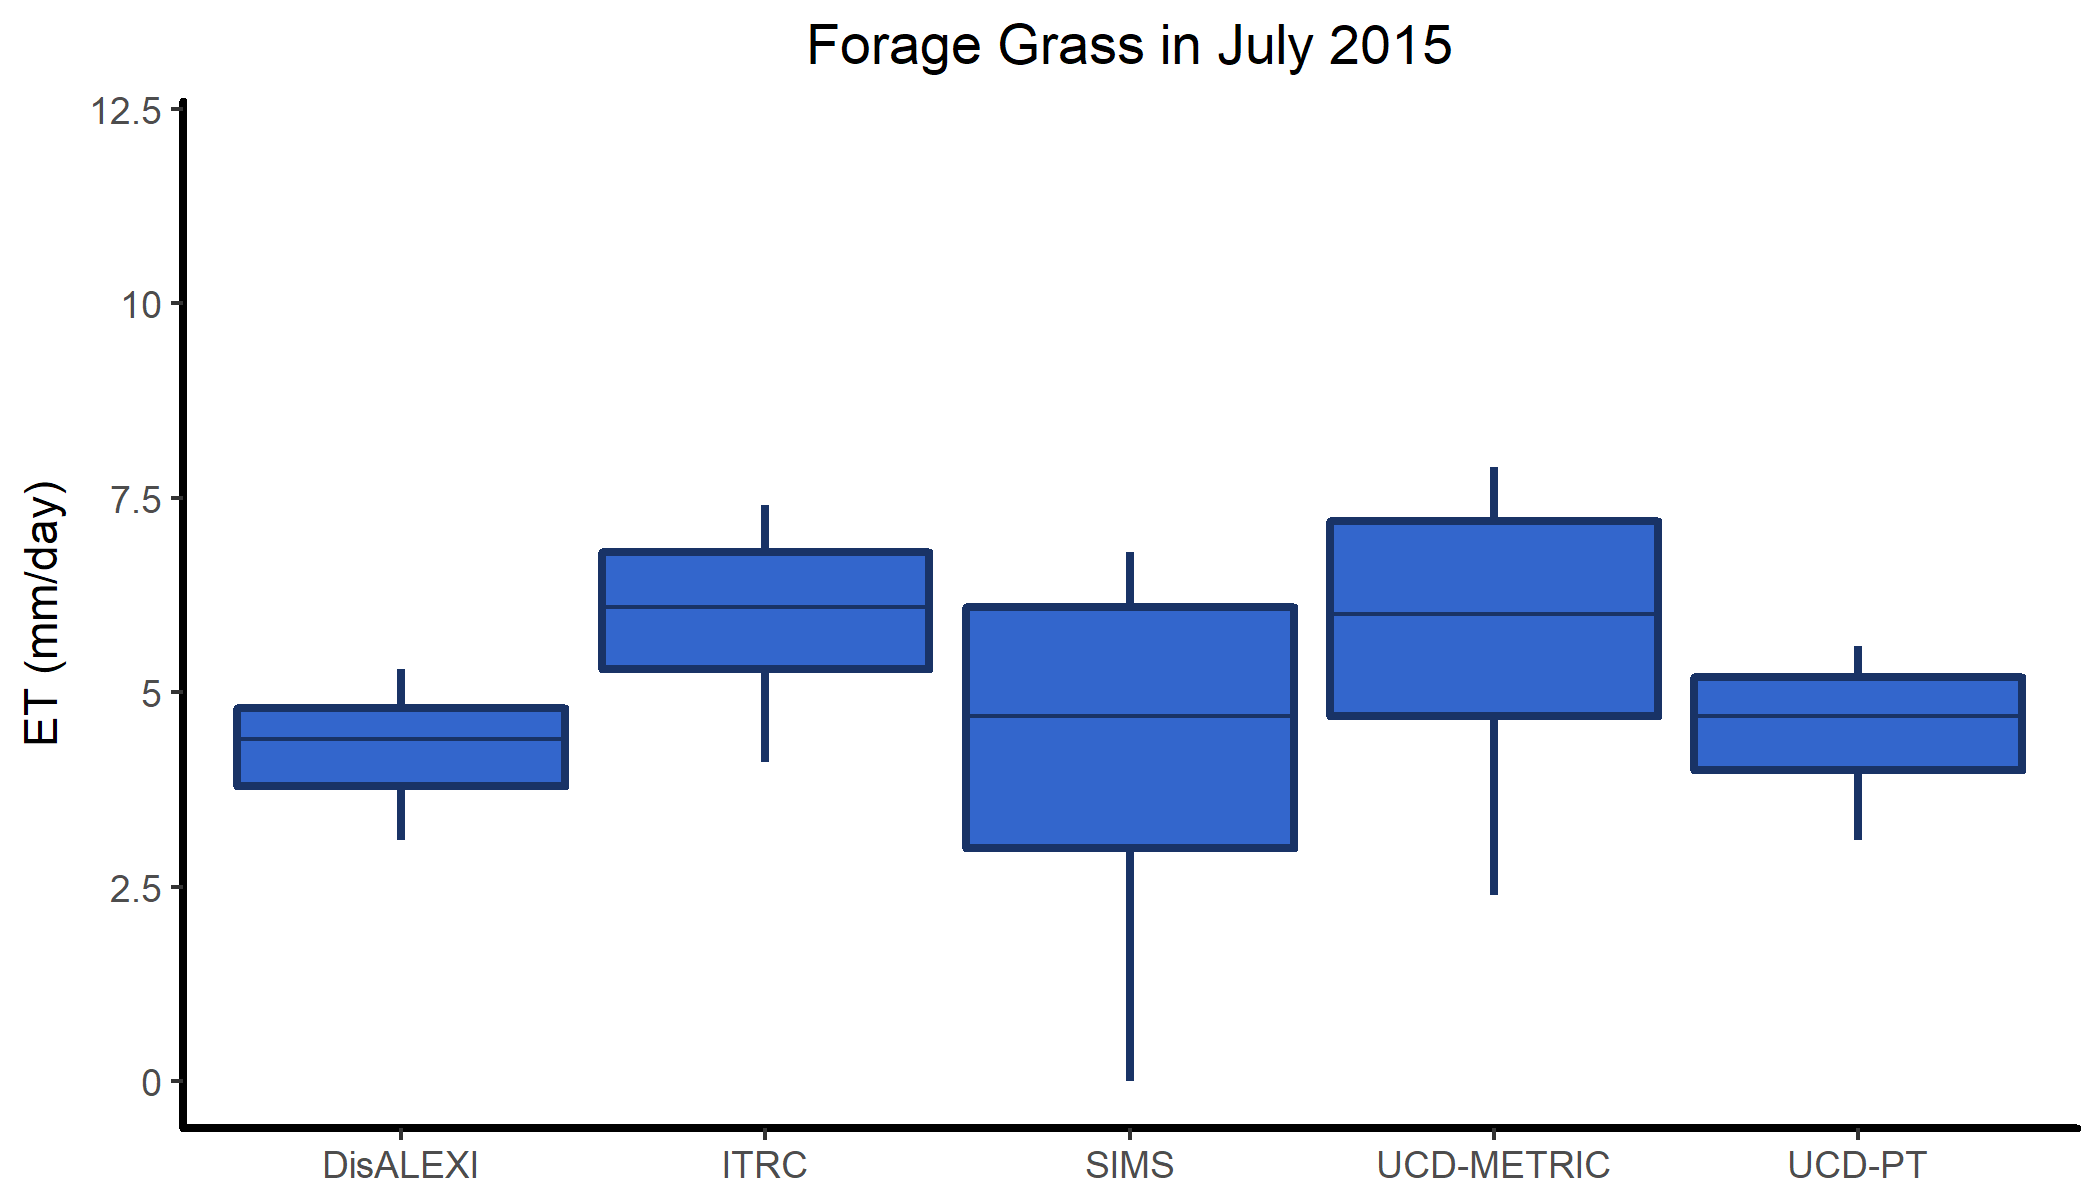 Forage Grass in July 2015
12.5
10
7.5
5
2.5
0
ET (mm/day)
DisALEXI
ITRC
SIMS
UCD-METRIC
UCD-PT